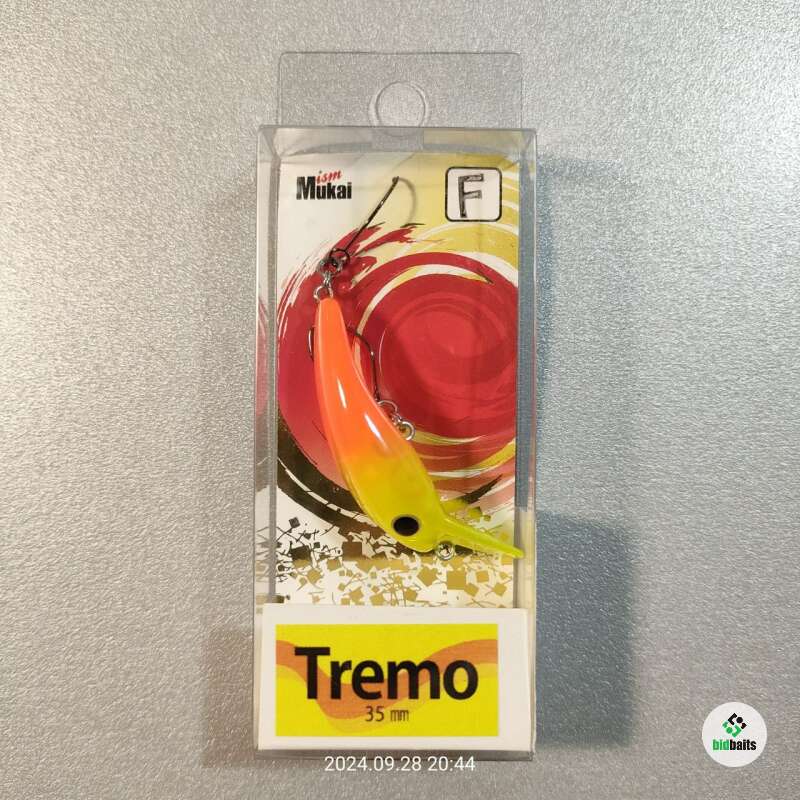 ism
Mukai
F
Tremo
35 mm
2024.09.28 20:44
bidbaits